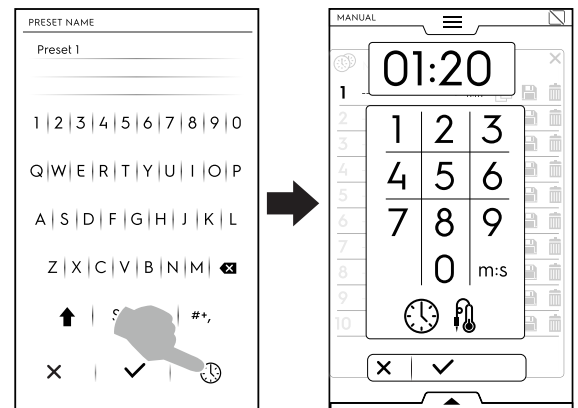 PRESET NAME
Preset 1
1 2 3 4 5 6 7 8 9 0
Q W E R T Y U I O P
A S D F G H J K L
Z X C V B N M
#+,
MANUAL
01:20
1
2
3
4
5
6
7
8
9
10
1 2 3
4 5 6
7 8 9
0 m:s